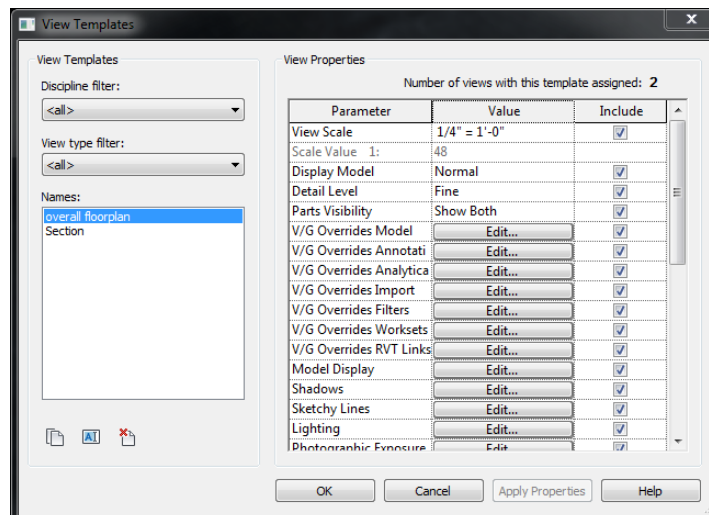 View Templates
View Templates
Discipline filter:
<all>
View type filter:
<all>
Names:
overall floorplan
Section
AI
View Properties
Number of views with this template assigned: 2
Parameter Value Include
View Scale 1/4" = 1'-0"
Scale Value 1: 48
Display Model Normal
Detail Level Fine
Parts Visibility Show Both
V/G Overrides Model Edit...
V/G Overrides Annotati Edit...
V/G Overrides Analytica Edit...
V/G Overrides Import Edit...
V/G Overrides Filters Edit...
V/G Overrides Worksets Edit...
V/G Overrides RVT Links Edit...
Model Display Edit...
Shadows Edit...
Sketchy Lines Edit...
Lighting Edit...
Photographic Exposure Edit...
OK Cancel Apply Properties Help